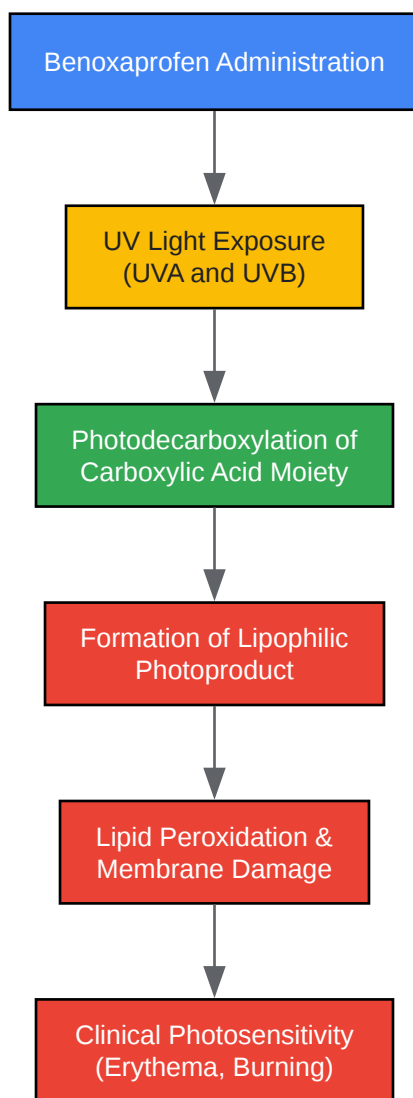 Benoxaprofen Administration
UV Light Exposure
(UVA and UVB)
Photodecarboxylation of
Carboxylic Acid Moiety
Formation of Lipophilic
Photoproduct
Lipid Peroxidation &
Membrane Damage
Clinical Photosensitivity
(Erythema, Burning)